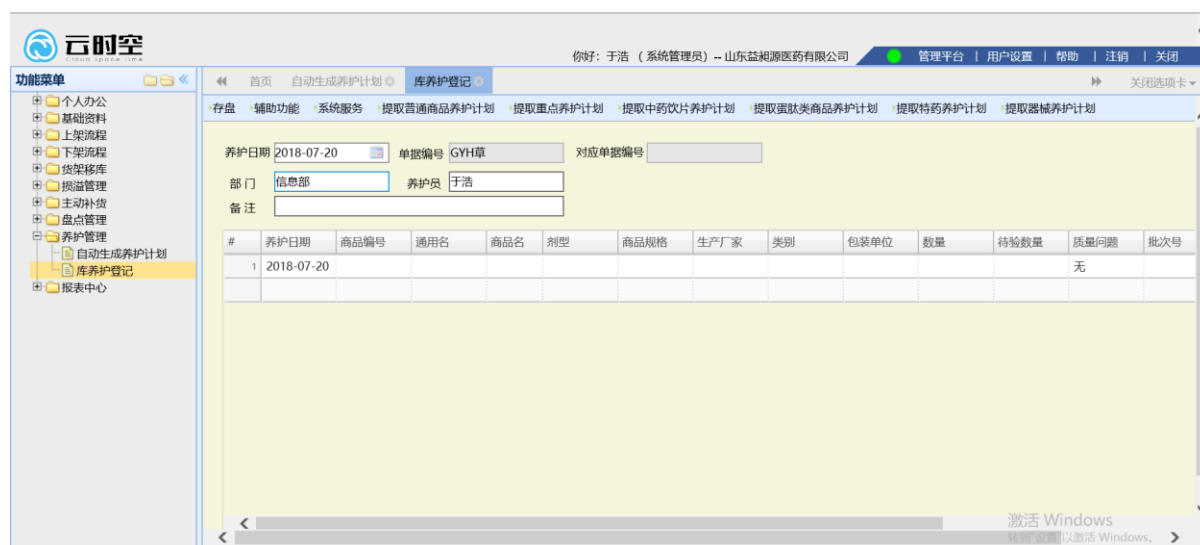 云时空
Cloud space time
你好：于浩 （ 系统管理员）-- 山东益昶源医药有限公司
管理平台 | 用户设置 | 帮助 | 注销 | 关闭
功能菜单
首页 自动生成养护计划 库养护登记 关闭选项卡
存盘 辅助功能 系统服务 提取普通商品养护计划 提取重点养护计划 提取中药饮片养护计划 提取蛋肽类商品养护计划 提取特药养护计划 提取器械养护计划
个人办公
基础资料
上架流程
下架流程
货架移库
损溢管理
主动补货
盘点管理
养护管理
自动生成养护计划
库养护登记
报表中心
养护日期 2018-07-20 单据编号 GYH草 对应单据编号
部 门 信息部 养护员 于浩
备 注
# 养护日期 商品编号 通用名 商品名 剂型 商品规格 生产厂家 类别 包装单位 数量 待验数量 质量问题 批次号
1 2018-07-20 无
激活 Windows
转到"设置"以激活 Windows。